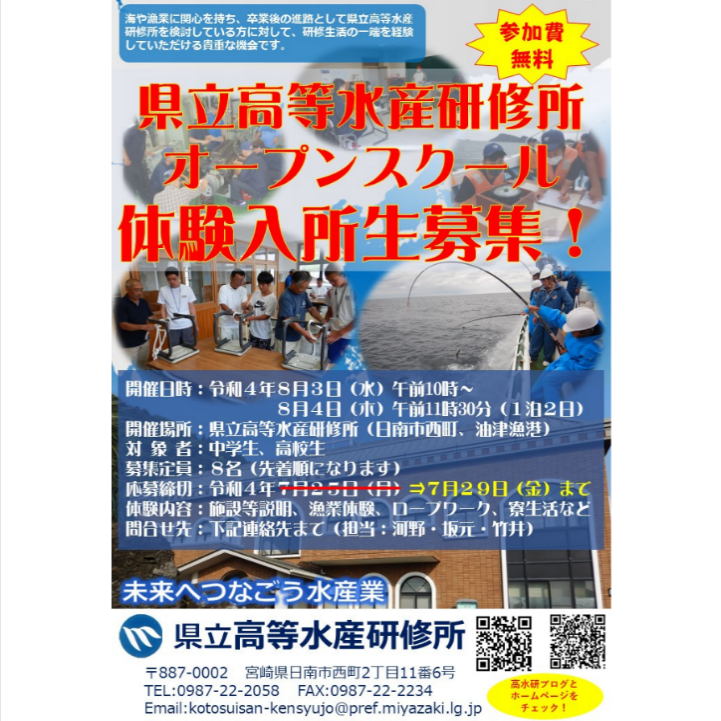 海や漁業に関心を持ち、卒業後の進路として県立高等水産
研修所を検討している方に対して、研修生活の一端を経験
していただける貴重な機会です。
参加費
無料
県立高等水産研修所
オープンスクール
体験入所生募集！
開催日時：令和４年８月３日（水）午前10時～
８月４日（木）午前11時30分（１泊２日）
開催場所：県立高等水産研修所（日南市西町、油津漁港）
対 象 者：中学生、高校生
募集定員：８名（先着順になります）
応募締切：令和４年７月２５日（月）⇒７月２９日（金）まで
体験内容：施設等説明、漁業体験、ロープワーク、寮生活など
問合せ先：下記連絡先まで（担当：河野・坂元・竹井）
未来へつなごう水産業
県立高等水産研修所
〒887-0002 宮崎県日南市西町2丁目11番6号
TEL:0987-22-2058 FAX:0987-22-2234
Email:kotosuisan-kensyujo@pref.miyazaki.lg.jp
高水研ブログと
ホームページを
チェック！